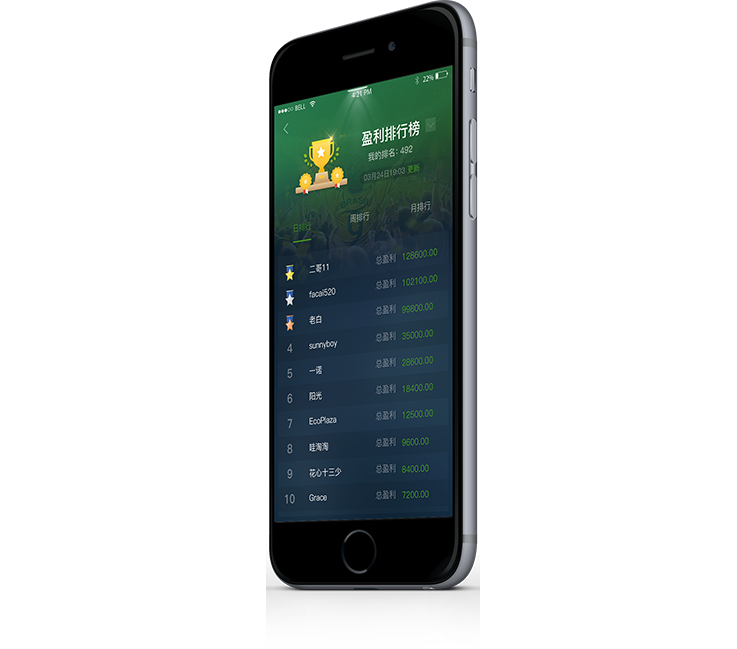 ●●●○○ BELL 4:21 PM 22%
盈利排行榜
我的排名: 492
03月24日19:03 更新
日排行 周排行 月排行
二哥11 总盈利 128600.00
facai520 总盈利 102100.00
老白 总盈利 99800.00
4 sunnyboy 总盈利 35000.00
5 一诺 总盈利 28600.00
6 阳光 总盈利 18400.00
7 EcoPlaza 总盈利 12500.00
8 哇淘淘 总盈利 9600.00
9 花心十三少 总盈利 8400.00
10 Grace 总盈利 7200.00